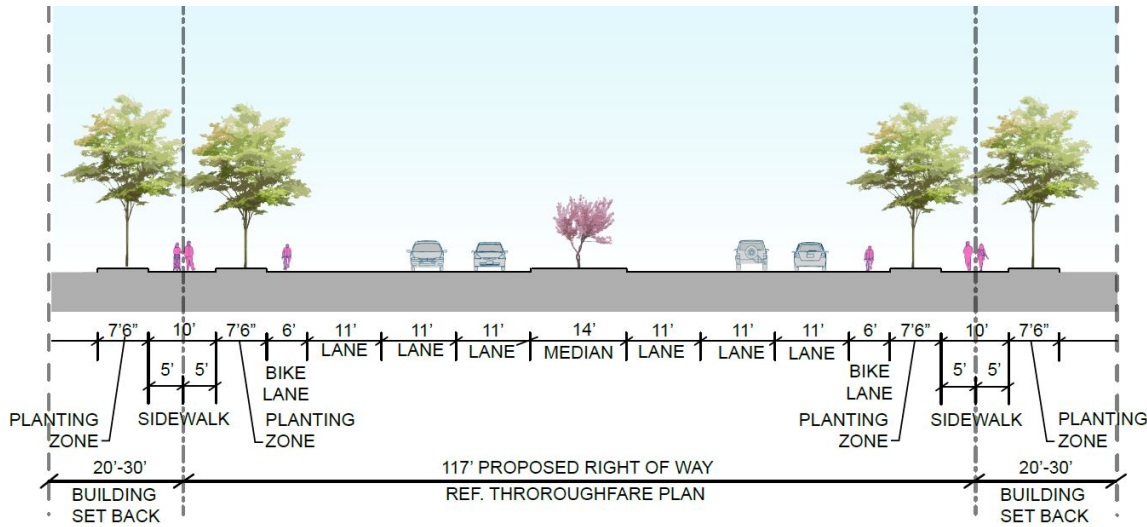 7'6" 10' 7'6" 6' 11' 11' 11' 14' 11' 11' 11' 6' 7'6" 10' 7'6"
LANE LANE LANE MEDIAN LANE LANE LANE
5' 5' BIKE LANE BIKE LANE 5' 5'
PLANTING ZONE SIDEWALK PLANTING ZONE PLANTING ZONE SIDEWALK PLANTING ZONE
20'-30' 117' PROPOSED RIGHT OF WAY 20'-30'
BUILDING SET BACK REF. THROROUGHFARE PLAN BUILDING SET BACK